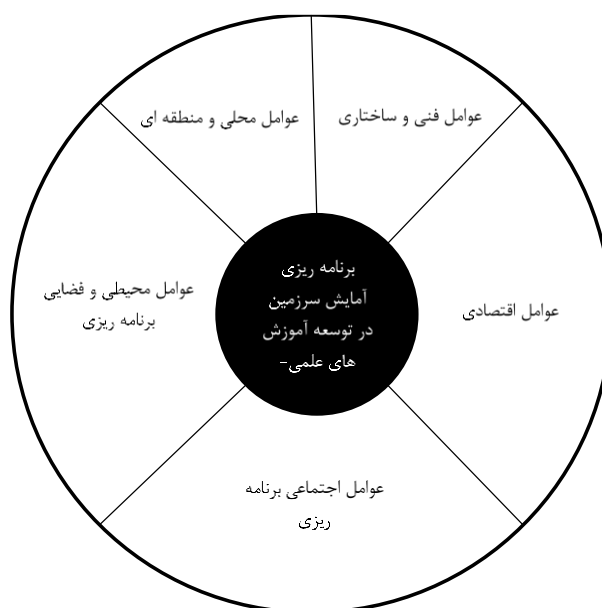 عوامل فنی و ساختاری
عوامل محلی و منطقه ای
برنامه ریزی
آمایش سرزمین
در توسعه آموزش
های علمی-
عوامل اقتصادی
عوامل محیطی و فضایی
برنامه ریزی
عوامل اجتماعی برنامه
ریزی